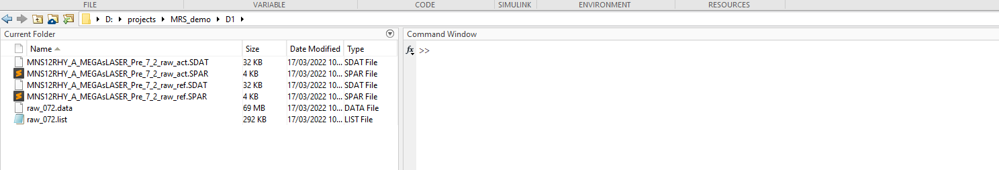 FILE VARIABLE CODE SIMULINK ENVIRONMENT RESOURCES
D: projects MRS_demo D1
Current Folder
Command Window
Name Size Date Modified Type
fx >>
MNS12RHY_A_MEGAsLASER_Pre_7_2_raw_act.SDAT 32 KB 17/03/2022 10... SDAT File
MNS12RHY_A_MEGAsLASER_Pre_7_2_raw_act.SPAR 4 KB 17/03/2022 10... SPAR File
MNS12RHY_A_MEGAsLASER_Pre_7_2_raw_ref.SDAT 32 KB 17/03/2022 10... SDAT File
MNS12RHY_A_MEGAsLASER_Pre_7_2_raw_ref.SPAR 4 KB 17/03/2022 10... SPAR File
raw_072.data 69 MB 17/03/2022 10... DATA File
raw_072.list 292 KB 17/03/2022 10... LIST File